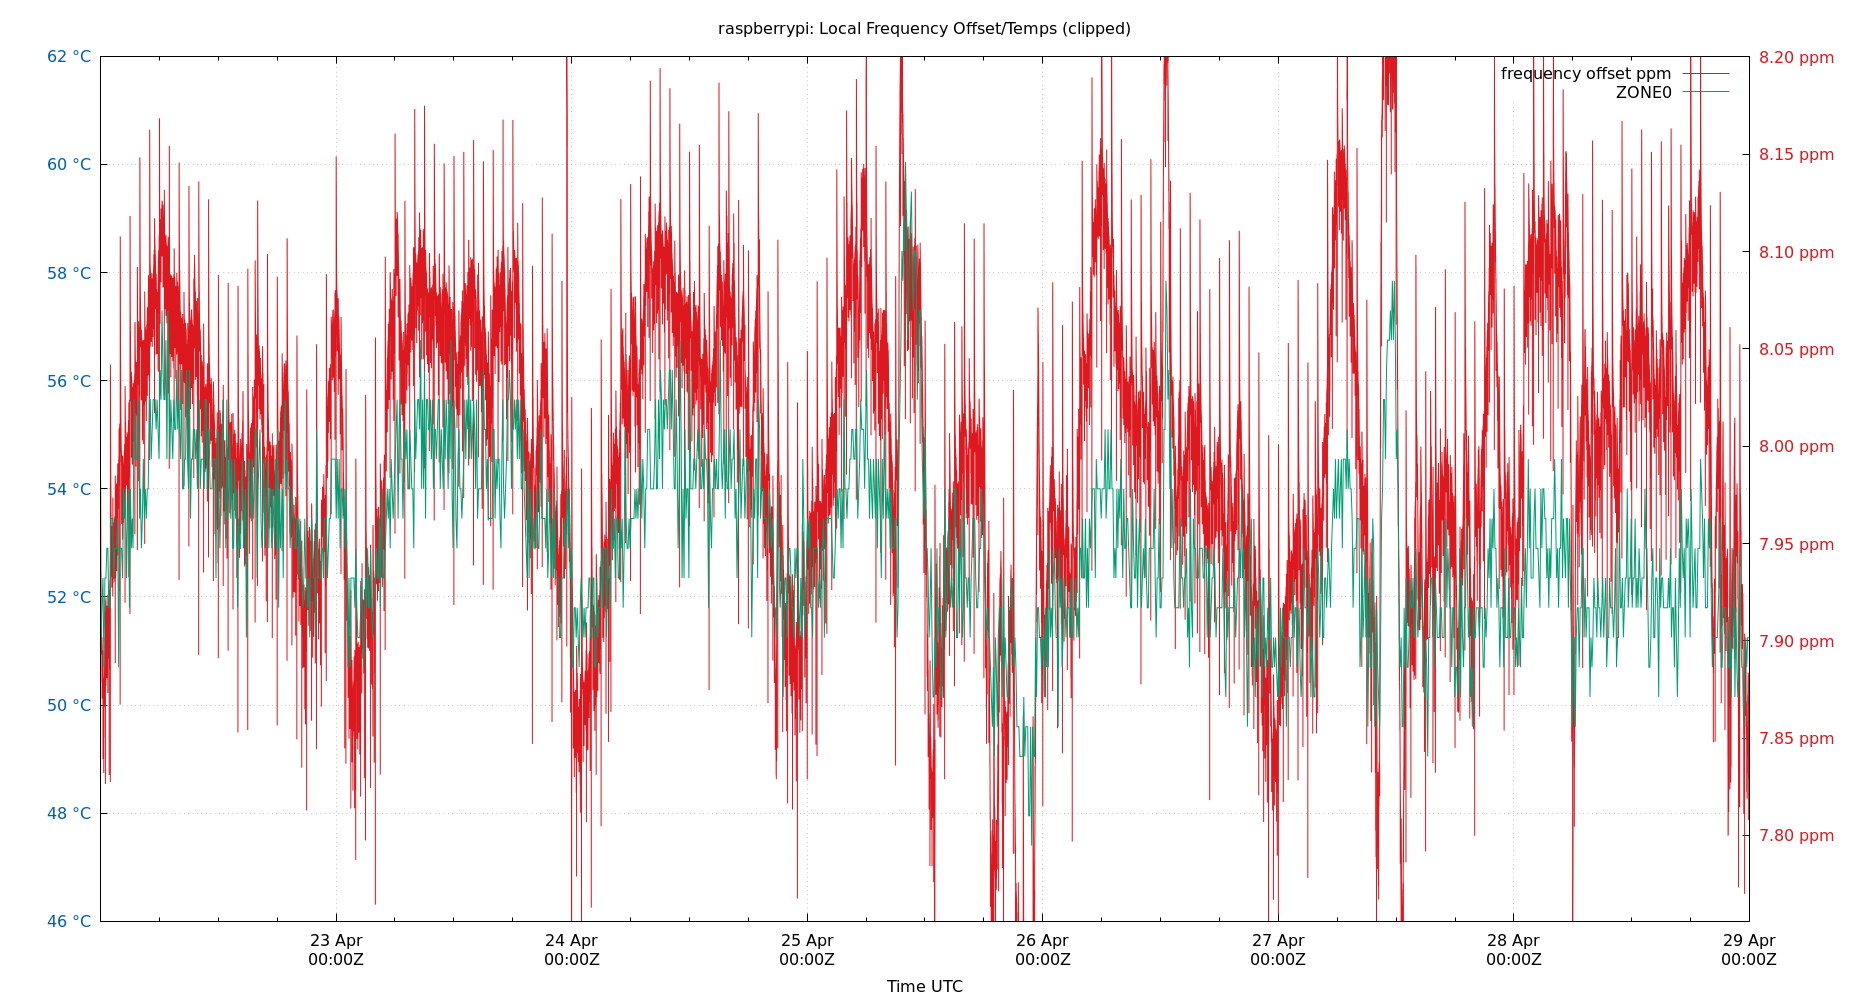 raspberrypi: Local Frequency Offset/Temps (clipped)
62 °C
60 °C
58 °C
56 °C
54 °C
52 °C
50 °C
48 °C
46 °C
8.20 ppm
8.15 ppm
8.10 ppm
8.05 ppm
8.00 ppm
7.95 ppm
7.90 ppm
7.85 ppm
7.80 ppm
frequency offset ppm
ZONE0
23 Apr
00:00Z
24 Apr
00:00Z
25 Apr
00:00Z
26 Apr
00:00Z
27 Apr
00:00Z
28 Apr
00:00Z
29 Apr
00:00Z
Time UTC